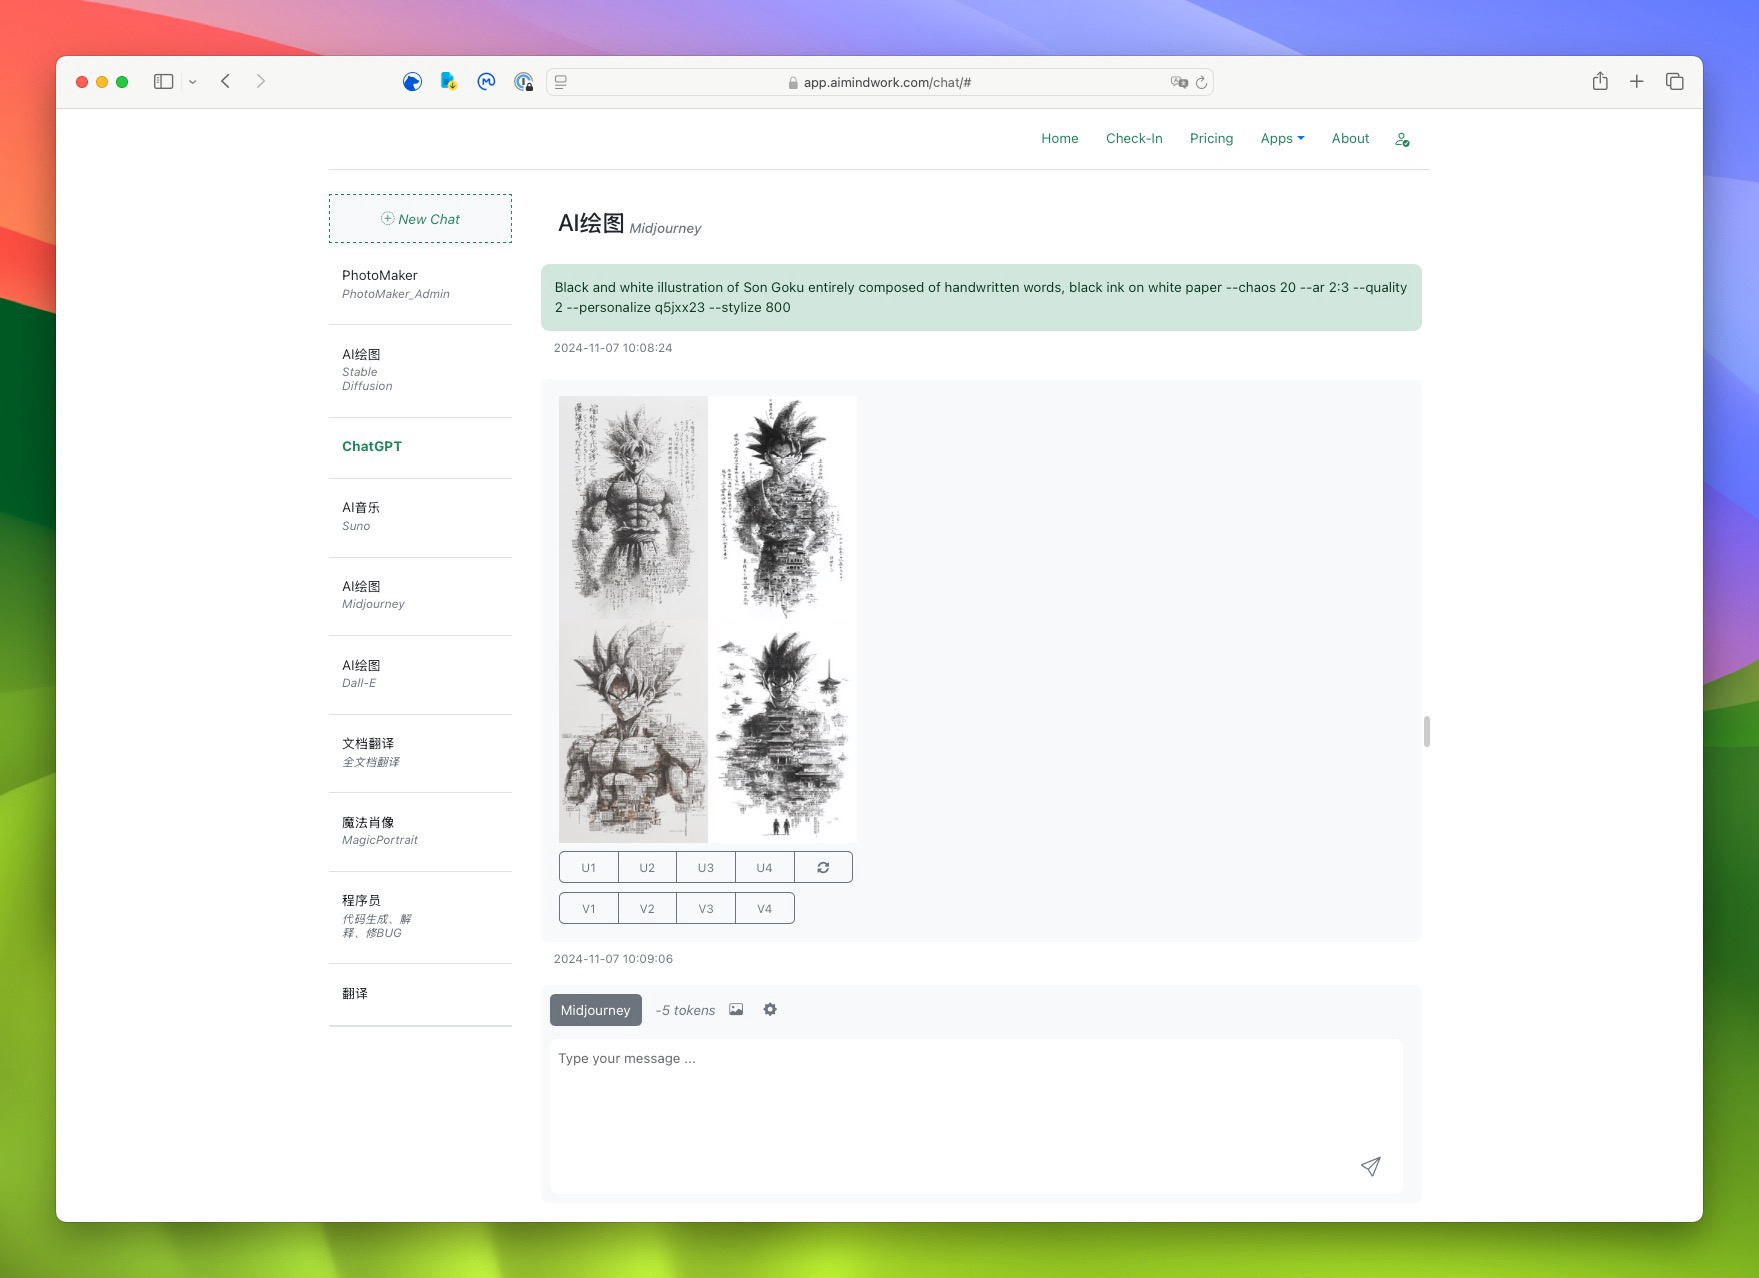 app.aimindwork.com/chat/#
Home Check-In Pricing Apps About
New Chat
PhotoMaker
PhotoMaker_Admin
AI绘图
Stable
Diffusion
ChatGPT
AI音乐
Suno
AI绘图
Midjourney
AI绘图
Dall-E
文档翻译
全文档翻译
魔法肖像
MagicPortrait
程序员
代码生成、解
释、修BUG
翻译
AI绘图 Midjourney
Black and white illustration of Son Goku entirely composed of handwritten words, black ink on white paper --chaos 20 --ar 2:3 --quality
2 --personalize q5jxx23 --stylize 800
2024-11-07 10:08:24
U1 U2 U3 U4
V1 V2 V3 V4
2024-11-07 10:09:06
Midjourney -5 tokens
Type your message ...